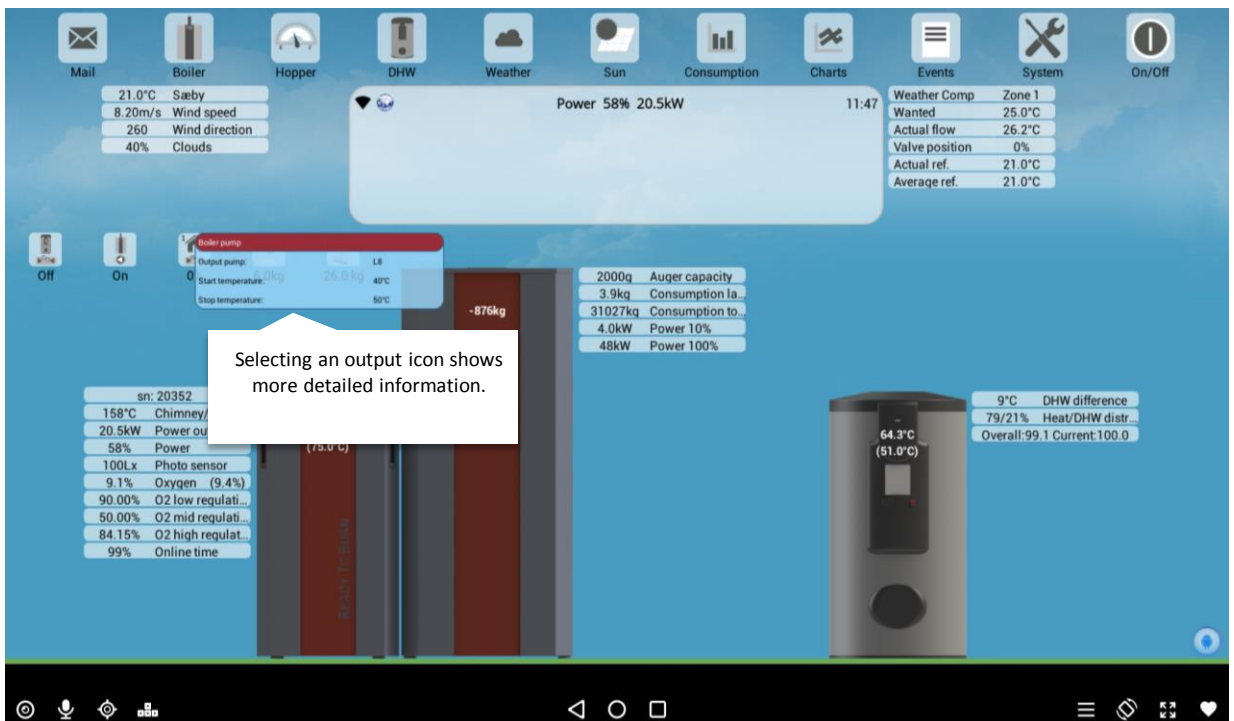 Mail Boiler Hopper DHW Weather Sun Consumption Charts Events System On/Off
21.0°C Sæby
8.20m/s Wind speed
260 Wind direction
40% Clouds
Power 58% 20.5kW
11:47
Weather Comp Zone 1
Wanted 25.0°C
Actual flow 26.2°C
Valve position 0%
Actual ref. 21.0°C
Average ref. 21.0°C
Off
On
Boiler pump
Output pump: L8
Start temperature: 40°C
Stop temperature: 50°C
26.0 kg
-876kg
2000g Auger capacity
3.9kg Consumption la...
31027kg Consumption to...
4.0kW Power 10%
48kW Power 100%
Selecting an output icon shows
more detailed information.
sn: 20352
158°C Chimney/
20.5kW Power ou
58% Power
100Lx Photo sensor
9.1% Oxygen (9.4%)
90.00% O2 low regulati...
50.00% O2 mid regulati...
84.15% O2 high regulat...
99% Online time
(75.0°C)
9°C DHW difference
79/21% Heat/DHW distr...
Overall:99.1 Current:100.0
64.3°C
(51.0°C)